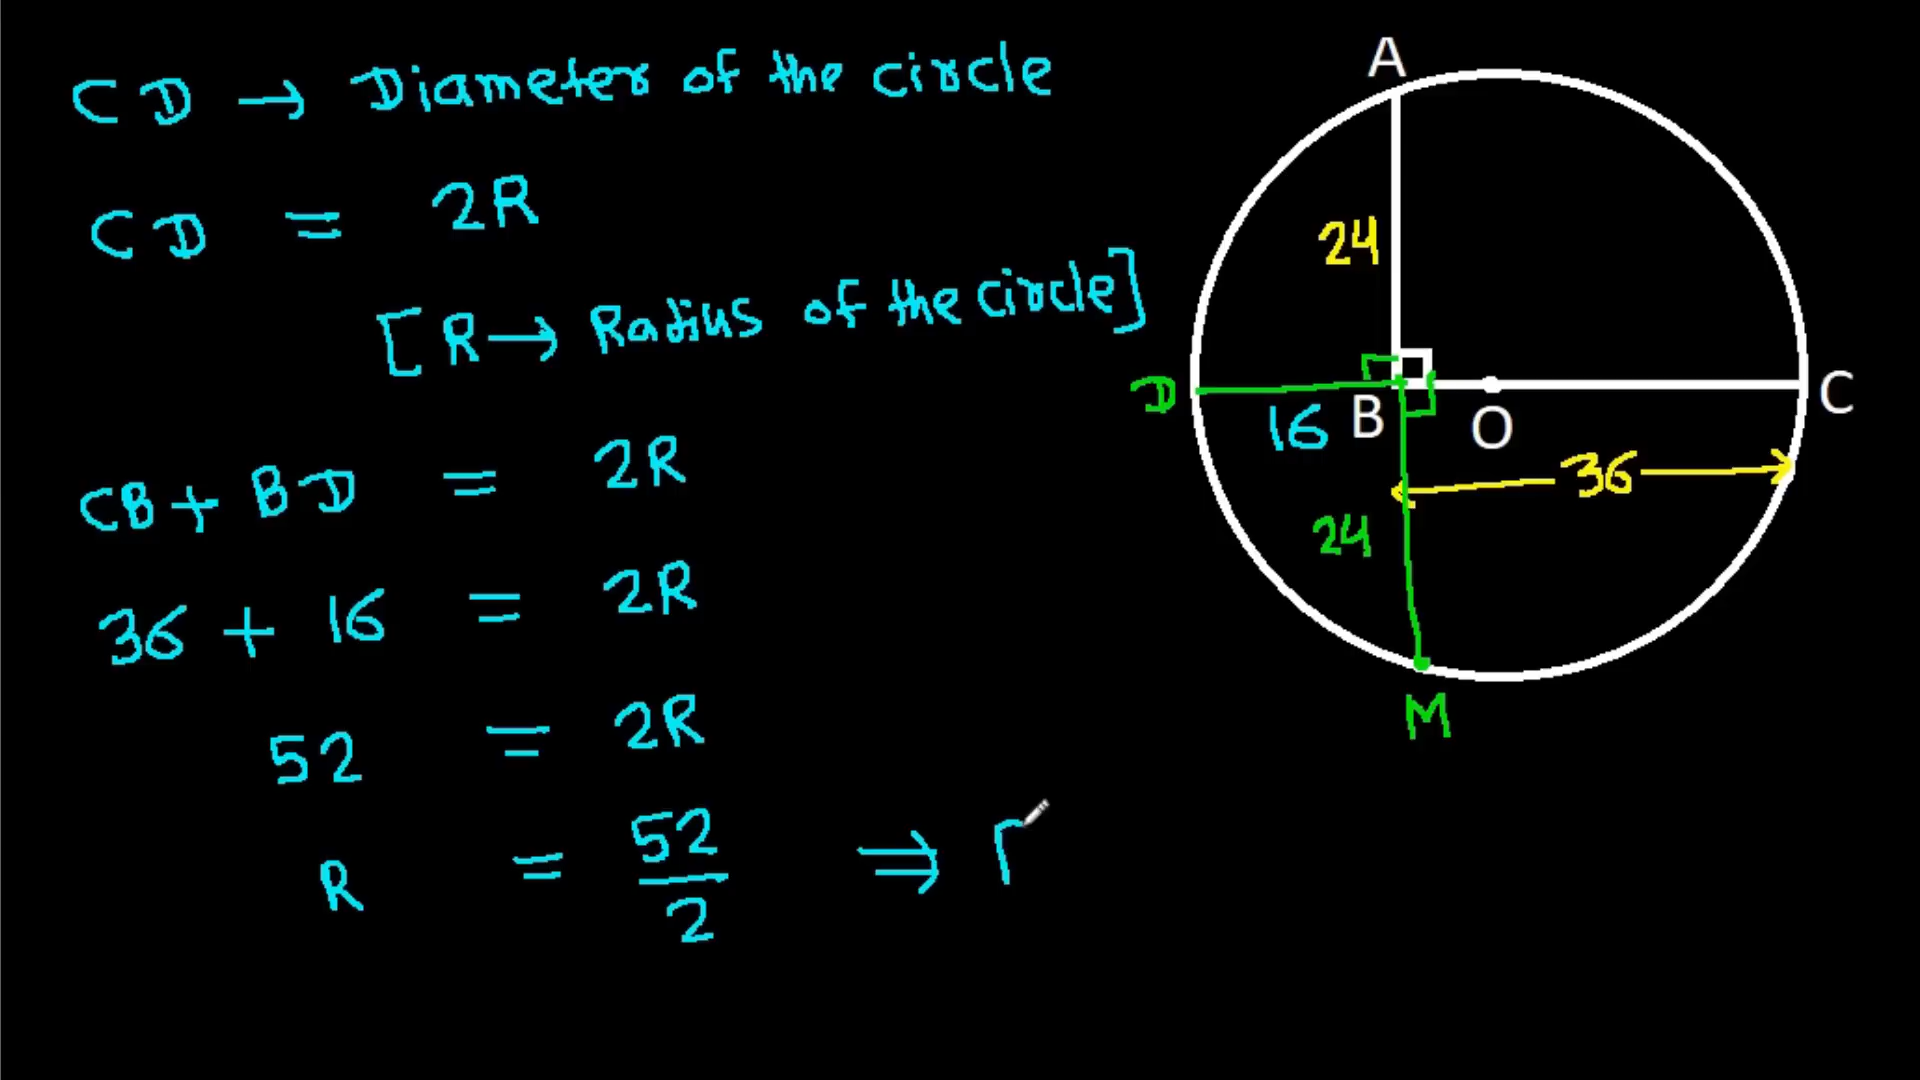 CD → Diameter of the circle
CD = 2R
[R → Radius of the circle]
CB + BD = 2R
36 + 16 = 2R
52 = 2R
R = 52/2 ⇒
A
24
D
16
B
O
C
36
24
M